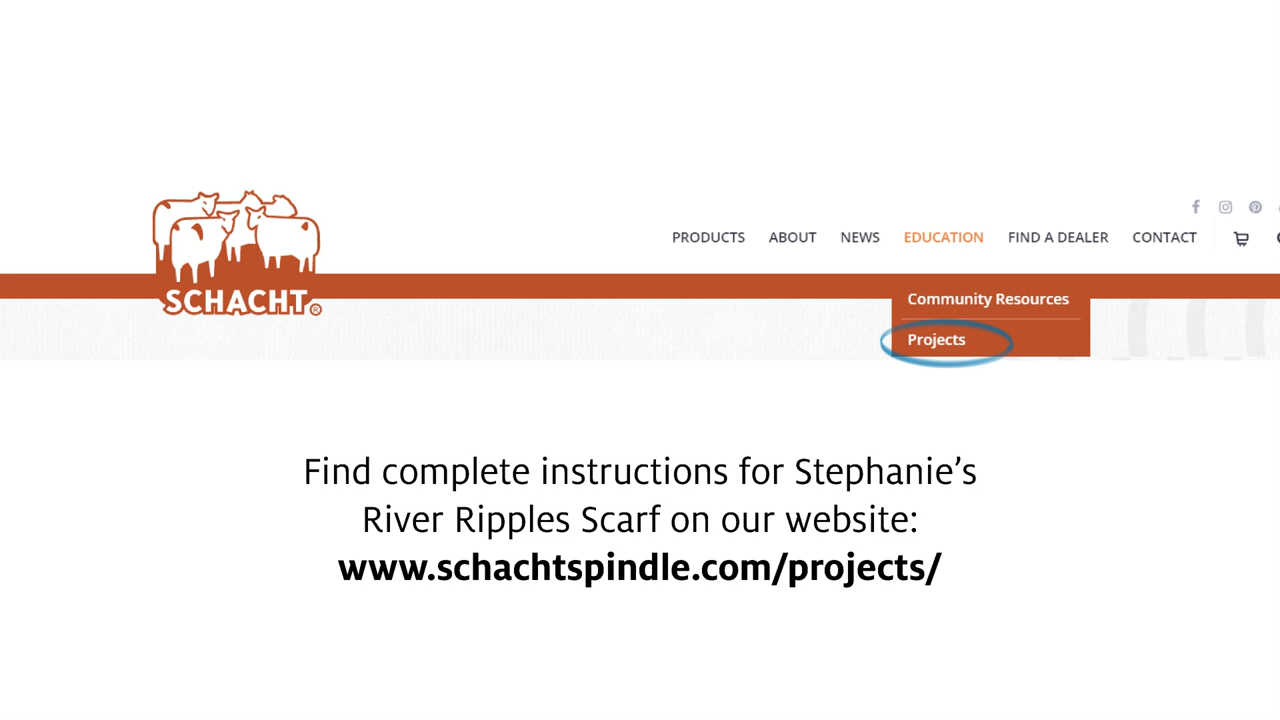 PRODUCTS ABOUT NEWS EDUCATION FIND A DEALER CONTACT
SCHACHT®
Community Resources
Projects
Find complete instructions for Stephanie’s
River Ripples Scarf on our website:
www.schachtspindle.com/projects/